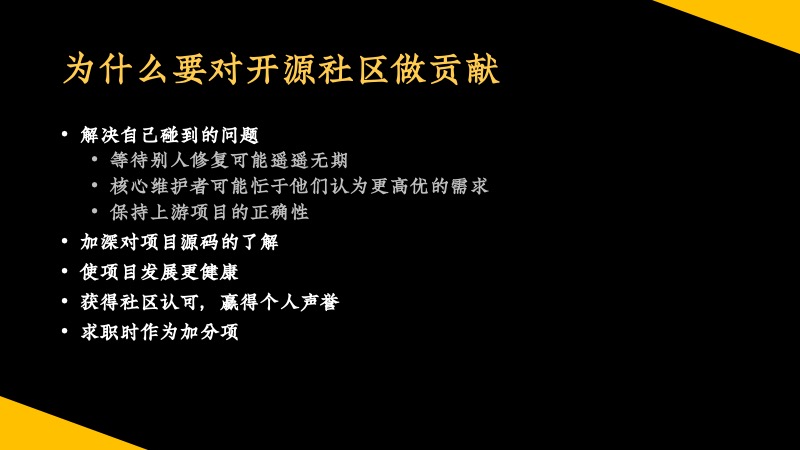 为什么要对开源社区做贡献
• 解决自己碰到的问题
• 等待别人修复可能遥遥无期
• 核心维护者可能忙于他们认为更高优的需求
• 保持上游项目的正确性
• 加深对项目源码的了解
• 使项目发展更健康
• 获得社区认可，赢得个人声誉
• 求职时作为加分项